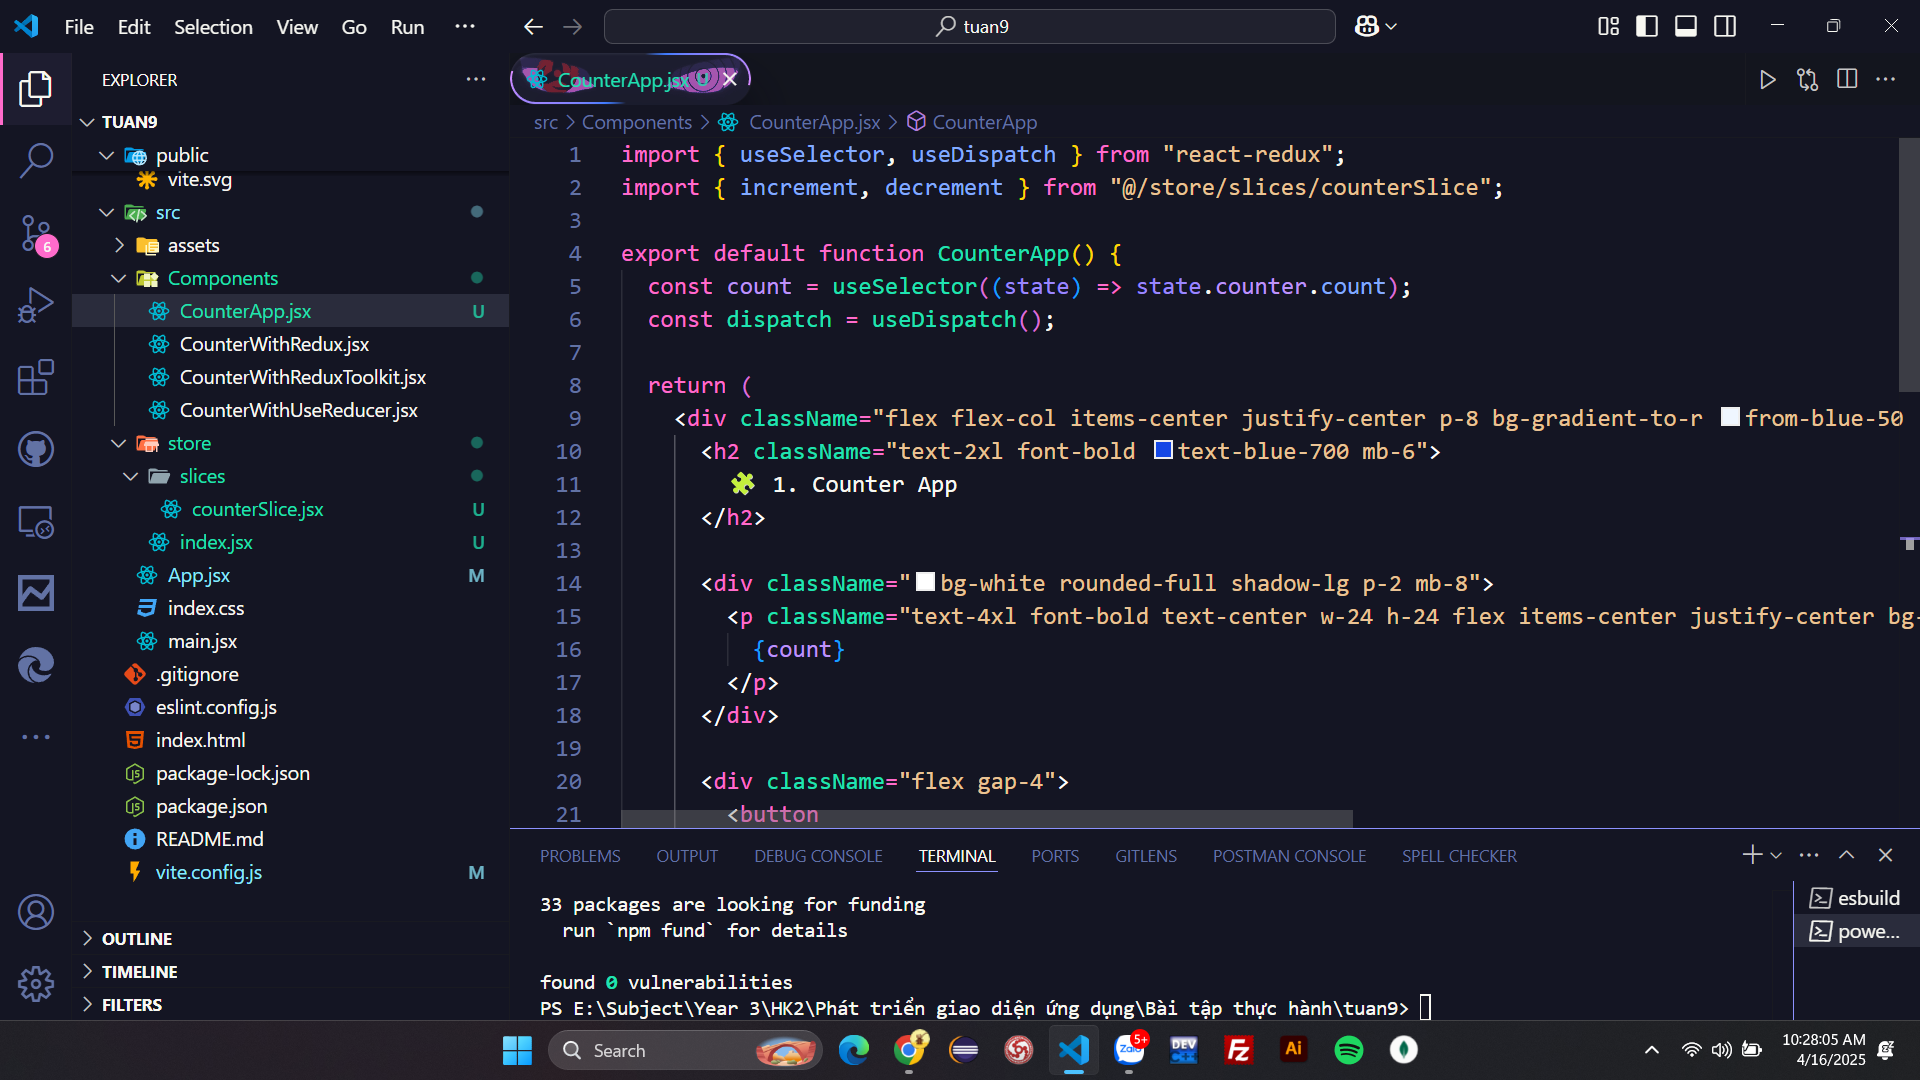 File Edit Selection View Go Run
tuan9
EXPLORER
TUAN9
public
vite.svg
src
assets
Components
CounterApp.jsx U
CounterWithRedux.jsx
CounterWithReduxToolkit.jsx
CounterWithUseReducer.jsx
store
slices
counterSlice.jsx U
index.jsx U
App.jsx M
index.css
main.jsx
.gitignore
eslint.config.js
index.html
package-lock.json
package.json
README.md
vite.config.js M
OUTLINE
TIMELINE
FILTERS
6
CounterApp.jsx U
src > Components > CounterApp.jsx > CounterApp
1 import { useSelector, useDispatch } from "react-redux";
2 import { increment, decrement } from "@/store/slices/counterSlice";
3
4 export default function CounterApp() {
5 const count = useSelector((state) => state.counter.count);
6 const dispatch = useDispatch();
7
8 return (
9 <div className="flex flex-col items-center justify-center p-8 bg-gradient-to-r from-blue-50
10 <h2 className="text-2xl font-bold text-blue-700 mb-6">
11 🧩 1. Counter App
12 </h2>
13
14 <div className="bg-white rounded-full shadow-lg p-2 mb-8">
15 <p className="text-4xl font-bold text-center w-24 h-24 flex items-center justify-center bg-
16 {count}
17 </p>
18 </div>
19
20 <div className="flex gap-4">
21 <button
PROBLEMS OUTPUT DEBUG CONSOLE TERMINAL PORTS GITLENS POSTMAN CONSOLE SPELL CHECKER
33 packages are looking for funding
run `npm fund` for details
found 0 vulnerabilities
PS E:\Subject\Year 3\HK2\Phát triển giao diện ứng dụng\Bài tập thực hành\tuan9>
esbuild
powe...
Search
Zalo
5+
DEV
Fz
Ai
10:28:05 AM
4/16/2025